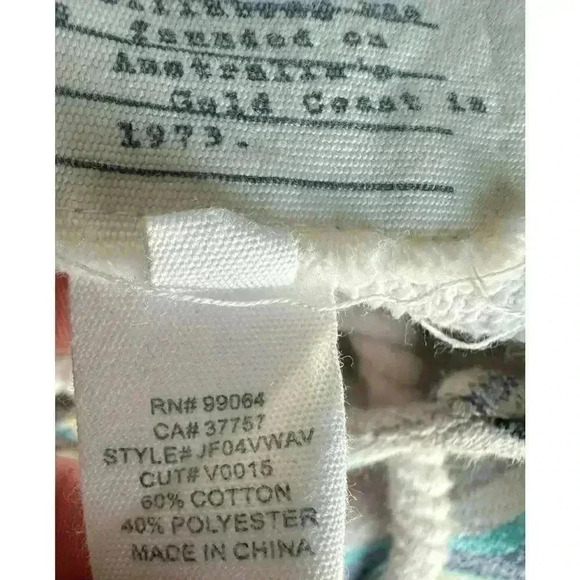 founded on
Australia's
Gold Coast in
1973.
RN# 99064
CA# 37757
STYLE# JF04VWAV
CUT# V0015
60% COTTON
40% POLYESTER
MADE IN CHINA